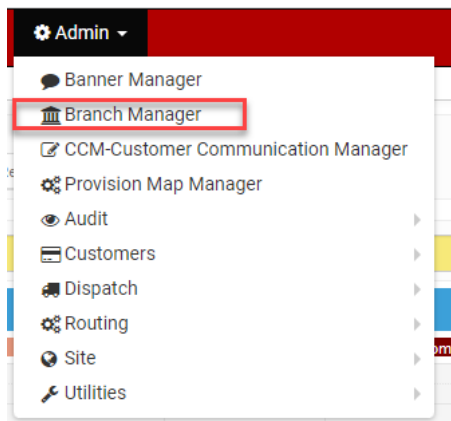 Admin
Banner Manager
Branch Manager
CCM-Customer Communication Manager
Provision Map Manager
Audit
Customers
Dispatch
Routing
Site
Utilities